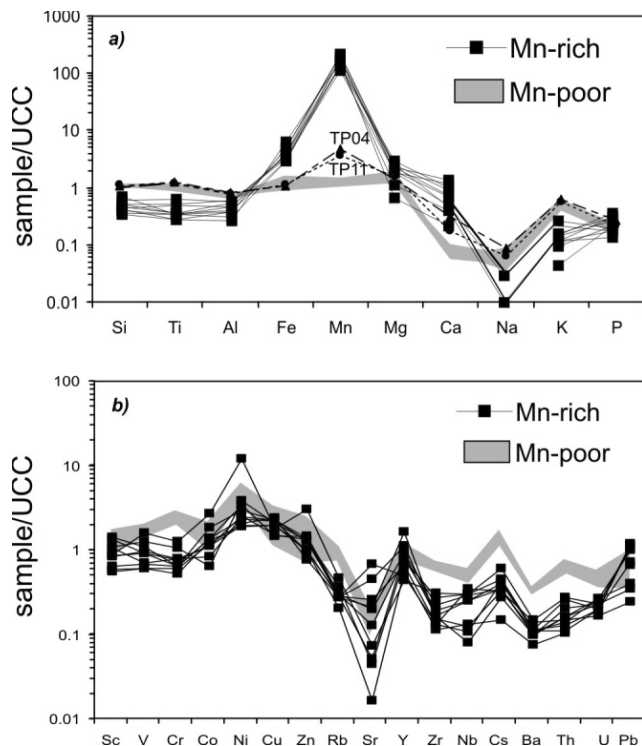 a)
1000
100
10
1
0.1
0.01
sample/UCC
Mn-rich
Mn-poor
TP04
TP11
Si Ti Al Fe Mn Mg Ca Na K P
b)
100
10
1
0.1
0.01
sample/UCC
Mn-rich
Mn-poor
Sc V Cr Co Ni Cu Zn Rb Sr Y Zr Nb Cs Ba Th U Pb